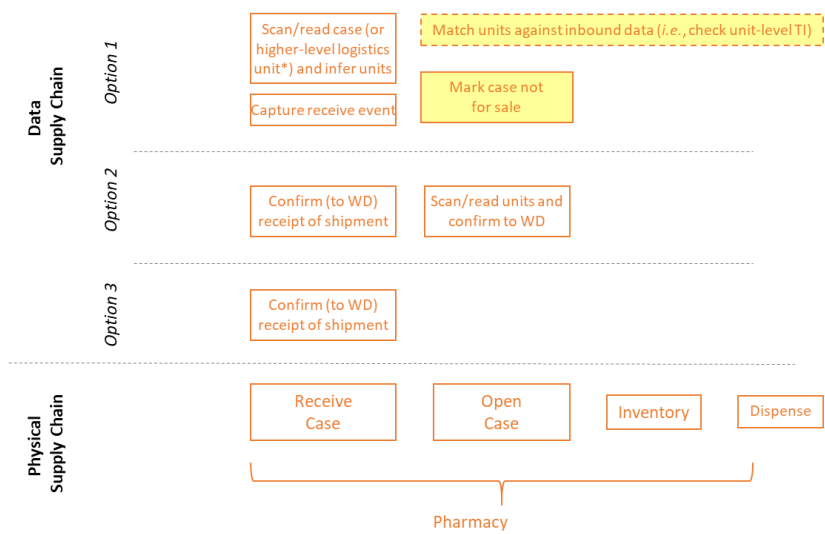 Data
Supply Chain
Option 1
Scan/read case (or
higher-level logistics
unit*) and infer units
Match units against inbound data (i.e., check unit-level TI)
Capture receive event
Mark case not
for sale
Option 2
Confirm (to WD)
receipt of shipment
Scan/read units and
confirm to WD
Option 3
Confirm (to WD)
receipt of shipment
Physical
Supply Chain
Receive
Case
Open
Case
Inventory
Dispense
Pharmacy